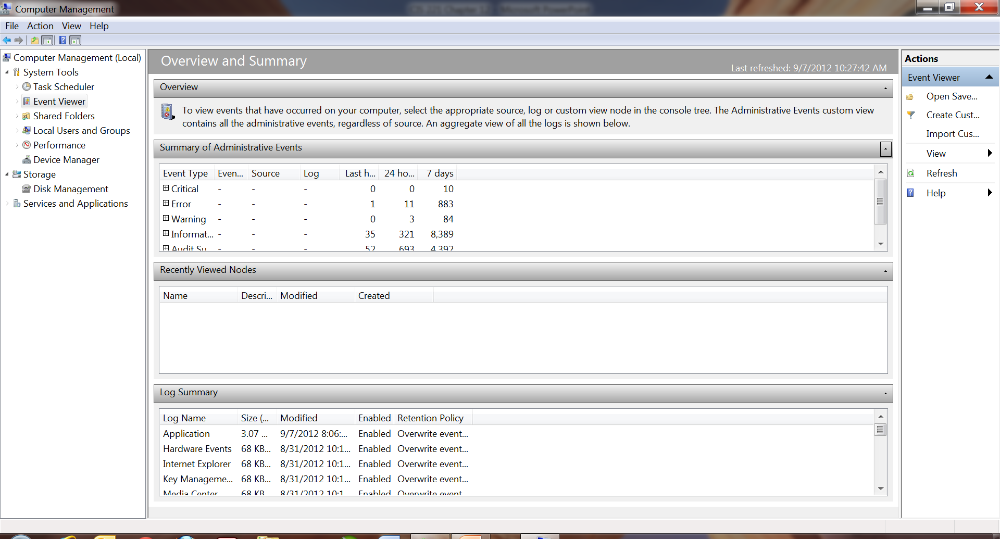 Computer Management
File Action View Help
Computer Management (Local)
System Tools
Task Scheduler
Event Viewer
Shared Folders
Local Users and Groups
Performance
Device Manager
Storage
Disk Management
Services and Applications
Overview and Summary
Last refreshed: 9/7/2012 10:27:42 AM
Overview
To view events that have occurred on your computer, select the appropriate source, log or custom view node in the console tree. The Administrative Events custom view
contains all the administrative events, regardless of source. An aggregate view of all the logs is shown below.
Summary of Administrative Events
Event Type Even... Source Log Last h... 24 ho... 7 days
Critical - - - 0 0 10
Error - - - 1 11 883
Warning - - - 0 3 84
Informat... - - - 35 321 8,389
Audit Su - - - 52 693 4,392
Recently Viewed Nodes
Name Descri... Modified Created
Log Summary
Log Name Size (... Modified Enabled Retention Policy
Application 3.07 ... 9/7/2012 8:06:... Enabled Overwrite event...
Hardware Events 68 KB... 8/31/2012 10:1... Enabled Overwrite event...
Internet Explorer 68 KB... 8/31/2012 10:1... Enabled Overwrite event...
Key Manageme... 68 KB... 8/31/2012 10:1... Enabled Overwrite event...
Media Center 68 KB 8/31/2012 10:1 Enabled Overwrite event
Actions
Event Viewer
Open Save...
Create Cust...
Import Cus...
View
Refresh
Help